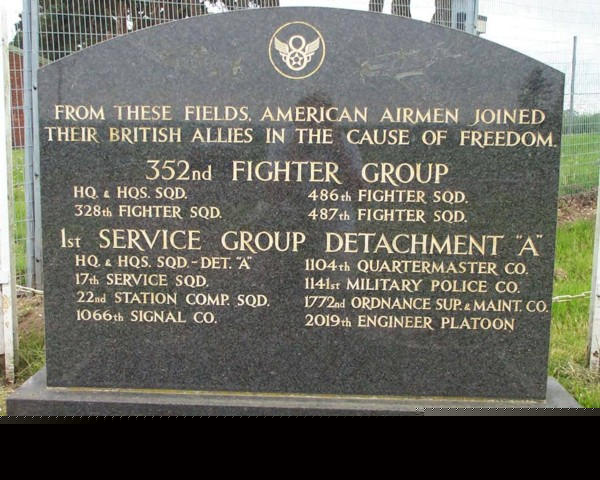 8
FROM THESE FIELDS, AMERICAN AIRMEN JOINED
THEIR BRITISH ALLIES IN THE CAUSE OF FREEDOM.
352nd FIGHTER GROUP
HQ. & HQS. SQD. 486th FIGHTER SQD.
328th FIGHTER SQD. 487th FIGHTER SQD.
1st SERVICE GROUP DETACHMENT "A"
HQ. & HQS. SQD.-DET. "A" 1104th QUARTERMASTER CO.
17th SERVICE SQD. 1141st MILITARY POLICE CO.
22nd STATION COMP. SQD. 1772nd ORDNANCE SUP. & MAINT. CO.
1066th SIGNAL CO. 2019th ENGINEER PLATOON